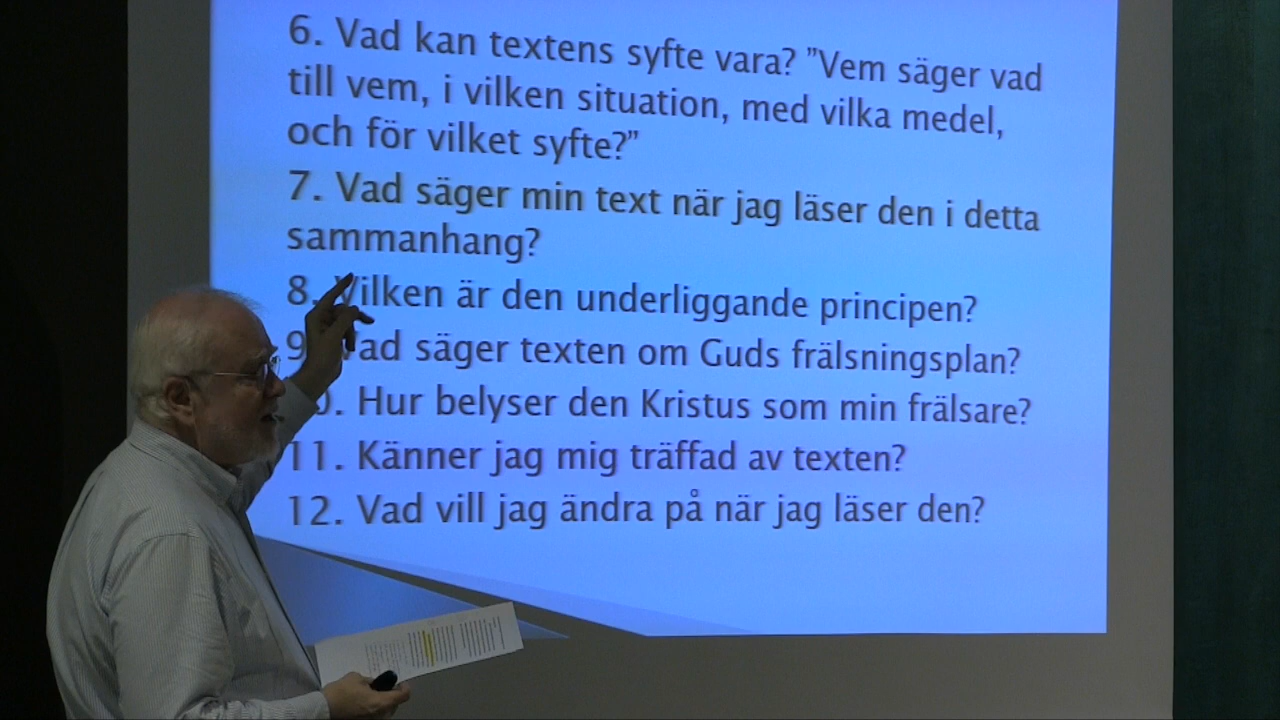 6. Vad kan textens syfte vara? ”Vem säger vad
till vem, i vilken situation, med vilka medel,
och för vilket syfte?”
7. Vad säger min text när jag läser den i detta
sammanhang?
8. Vilken är den underliggande principen?
9. Vad säger texten om Guds frälsningsplan?
0. Hur belyser den Kristus som min frälsare?
11. Känner jag mig träffad av texten?
12. Vad vill jag ändra på när jag läser den?